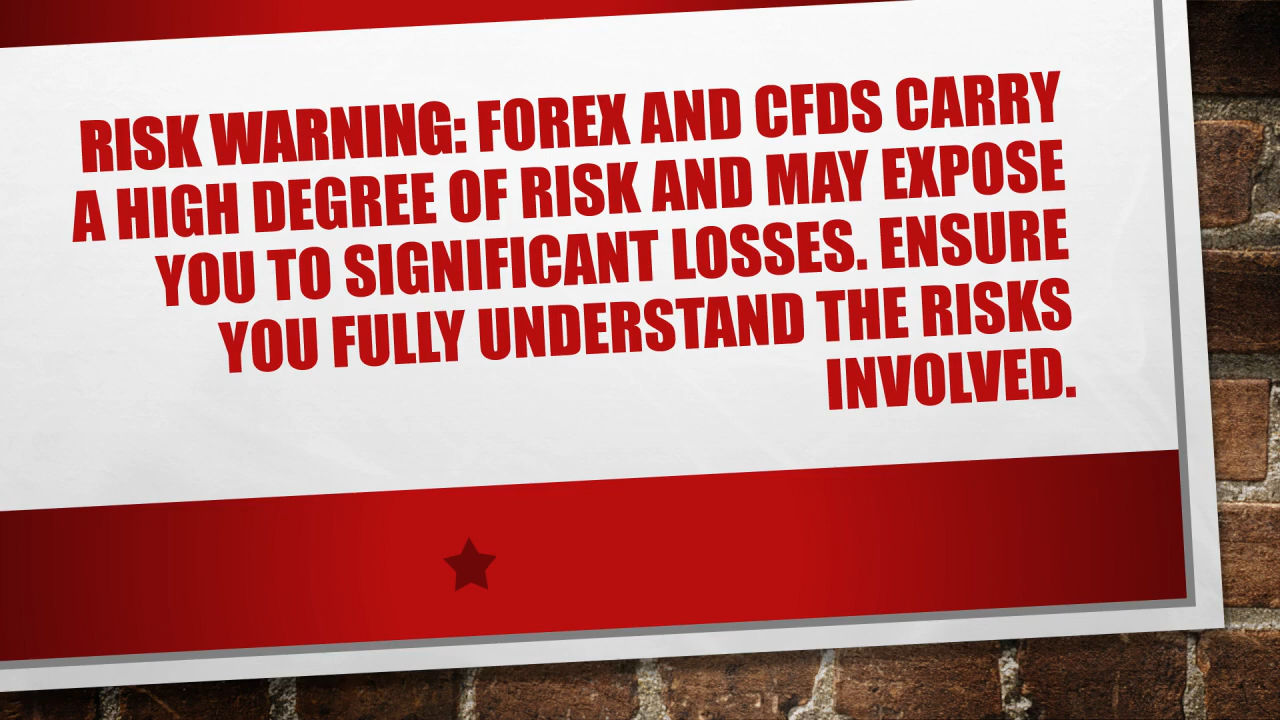 RISK WARNING: FOREX AND CFDS CARRY
A HIGH DEGREE OF RISK AND MAY EXPOSE
YOU TO SIGNIFICANT LOSSES. ENSURE
YOU FULLY UNDERSTAND THE RISKS
INVOLVED.